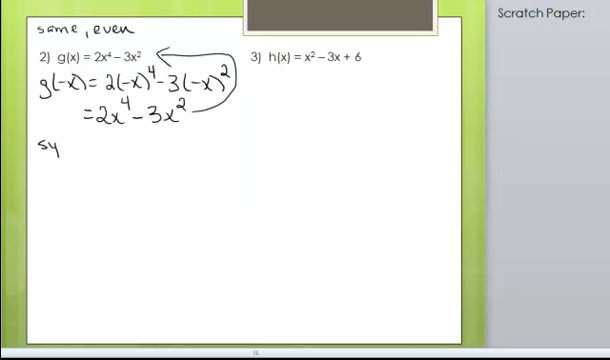 Scratch Paper:
same, even
2) g(x) = 2x⁴ – 3x²
g(-x) = 2(-x)⁴ - 3(-x)²
= 2x⁴ - 3x²
sy
3) h(x) = x² – 3x + 6